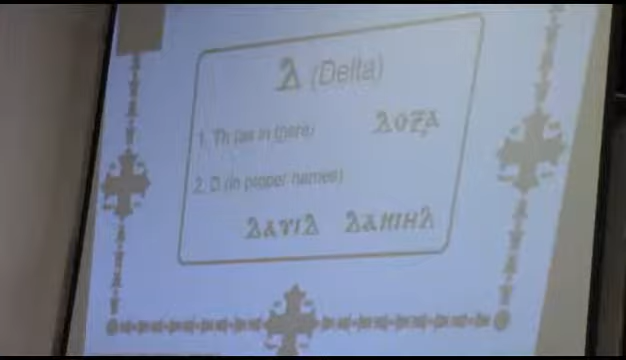 Ⲇ (Delta)
1. Th (as in there) ⲆⲞⲜⲀ
2. D (in proper names)
ⲆⲀⲨⲒⲆ ⲆⲀⲚⲒⲎⲖ